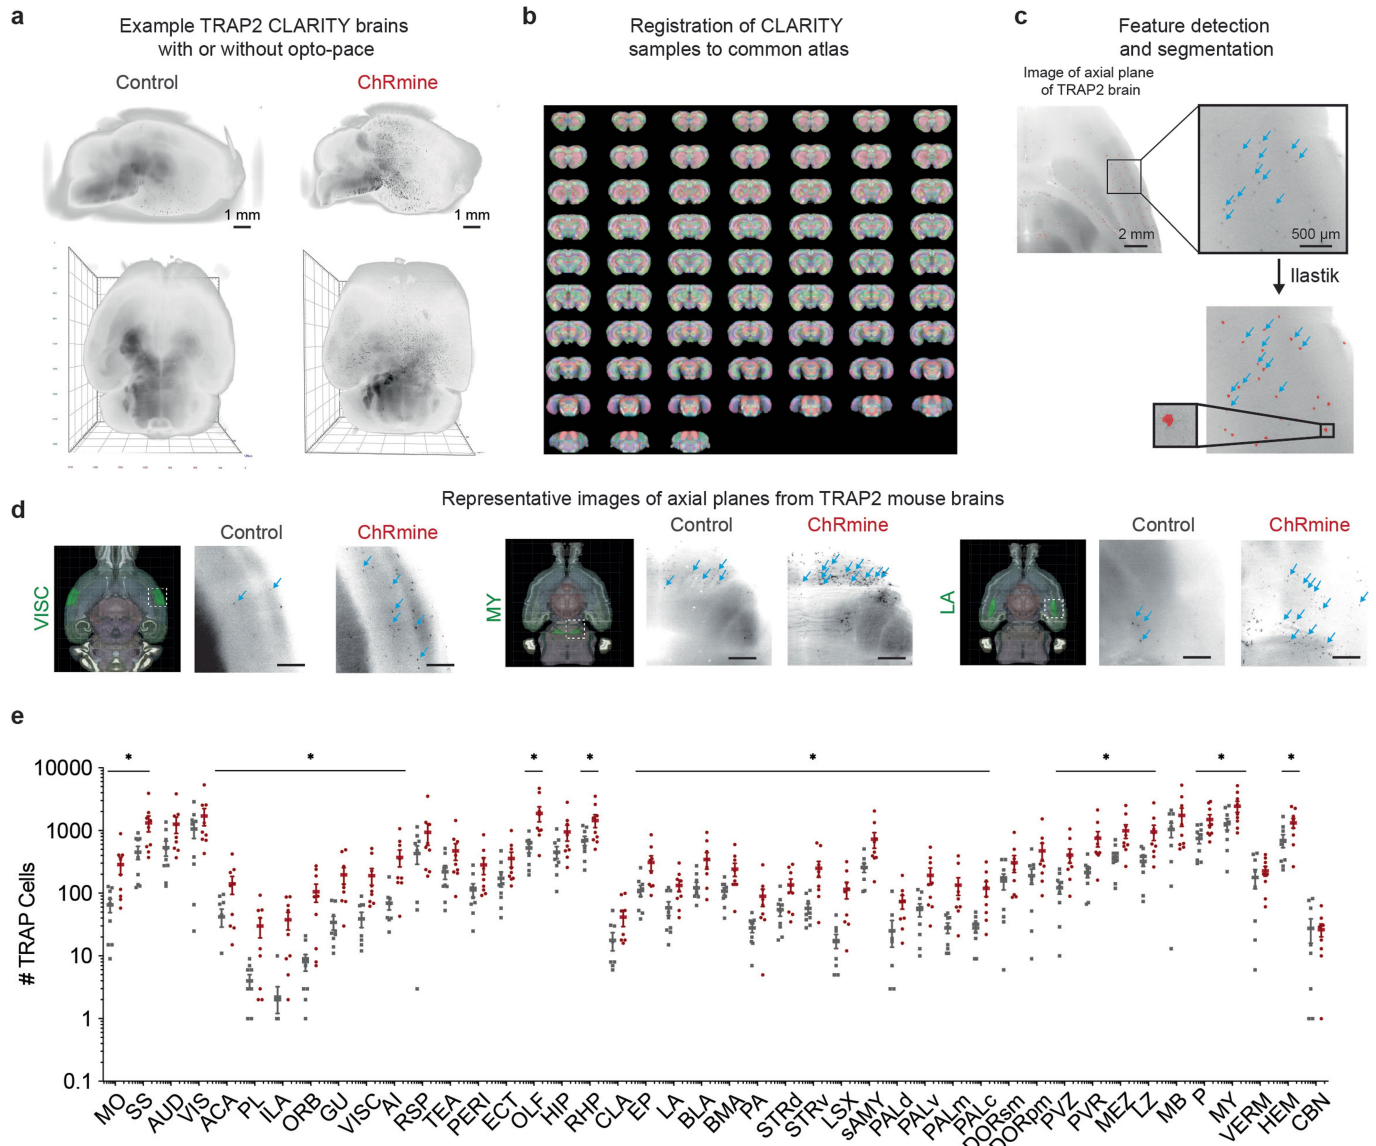 a
Example TRAP2 CLARITY brains
with or without opto-pace
Control
ChRmine
1 mm
1 mm
b
Registration of CLARITY
samples to common atlas
c
Feature detection
and segmentation
Image of axial plane
of TRAP2 brain
2 mm
500 µm
Ilastik
d
Representative images of axial planes from TRAP2 mouse brains
VISC
Control
ChRmine
MY
Control
ChRmine
LA
Control
ChRmine
e
* * * * * * * *
# TRAP Cells
10000
1000
100
10
1
0.1
MO SS AUD VIS ACA PL ILA ORB GU VISC AI RSP TEA PERI ECT OLF HIP RHP CLA EP LA BLA BMA PA STRd STRv LSX sAMY PALd PALv PALm PALc DORsm DORpm PVZ PVR MEZ LZ MB P MY VERM HEM CBN